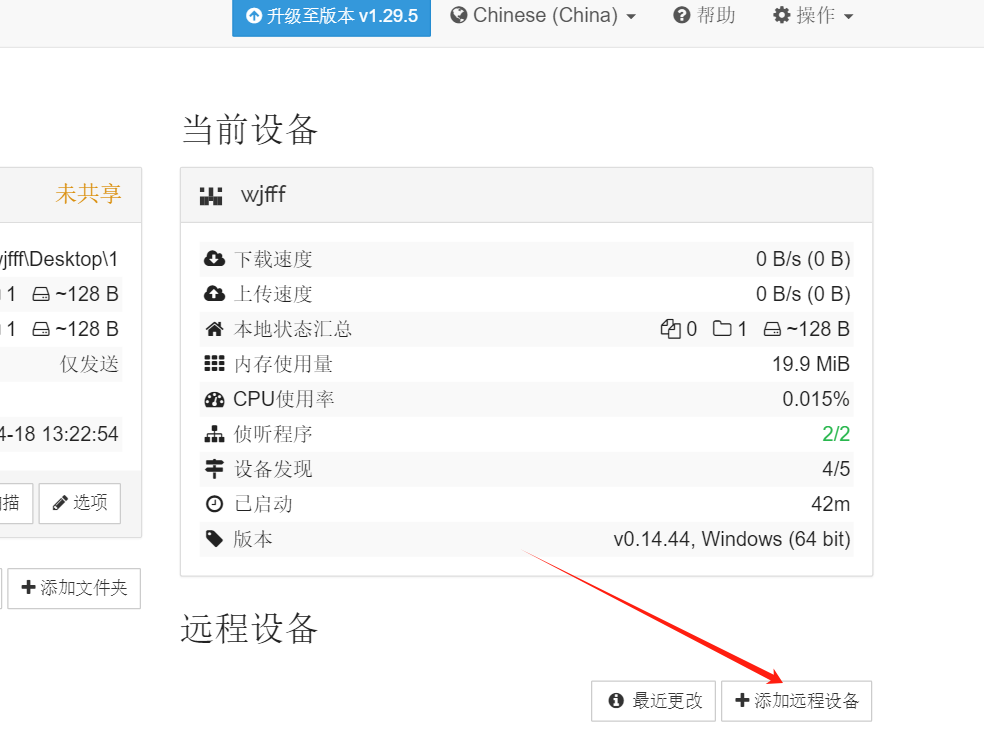 升级至版本 v1.29.5 Chinese (China) 帮助 操作
当前设备
未共享
wjfff
jfff\Desktop\1
下载速度 0 B/s (0 B)
1 ~128 B
上传速度 0 B/s (0 B)
1 ~128 B
本地状态汇总 0 1 ~128 B
仅发送
内存使用量 19.9 MiB
CPU使用率 0.015%
4-18 13:22:54
侦听程序 2/2
设备发现 4/5
描 选项
已启动 42m
版本 v0.14.44, Windows (64 bit)
添加文件夹
远程设备
最近更改 添加远程设备